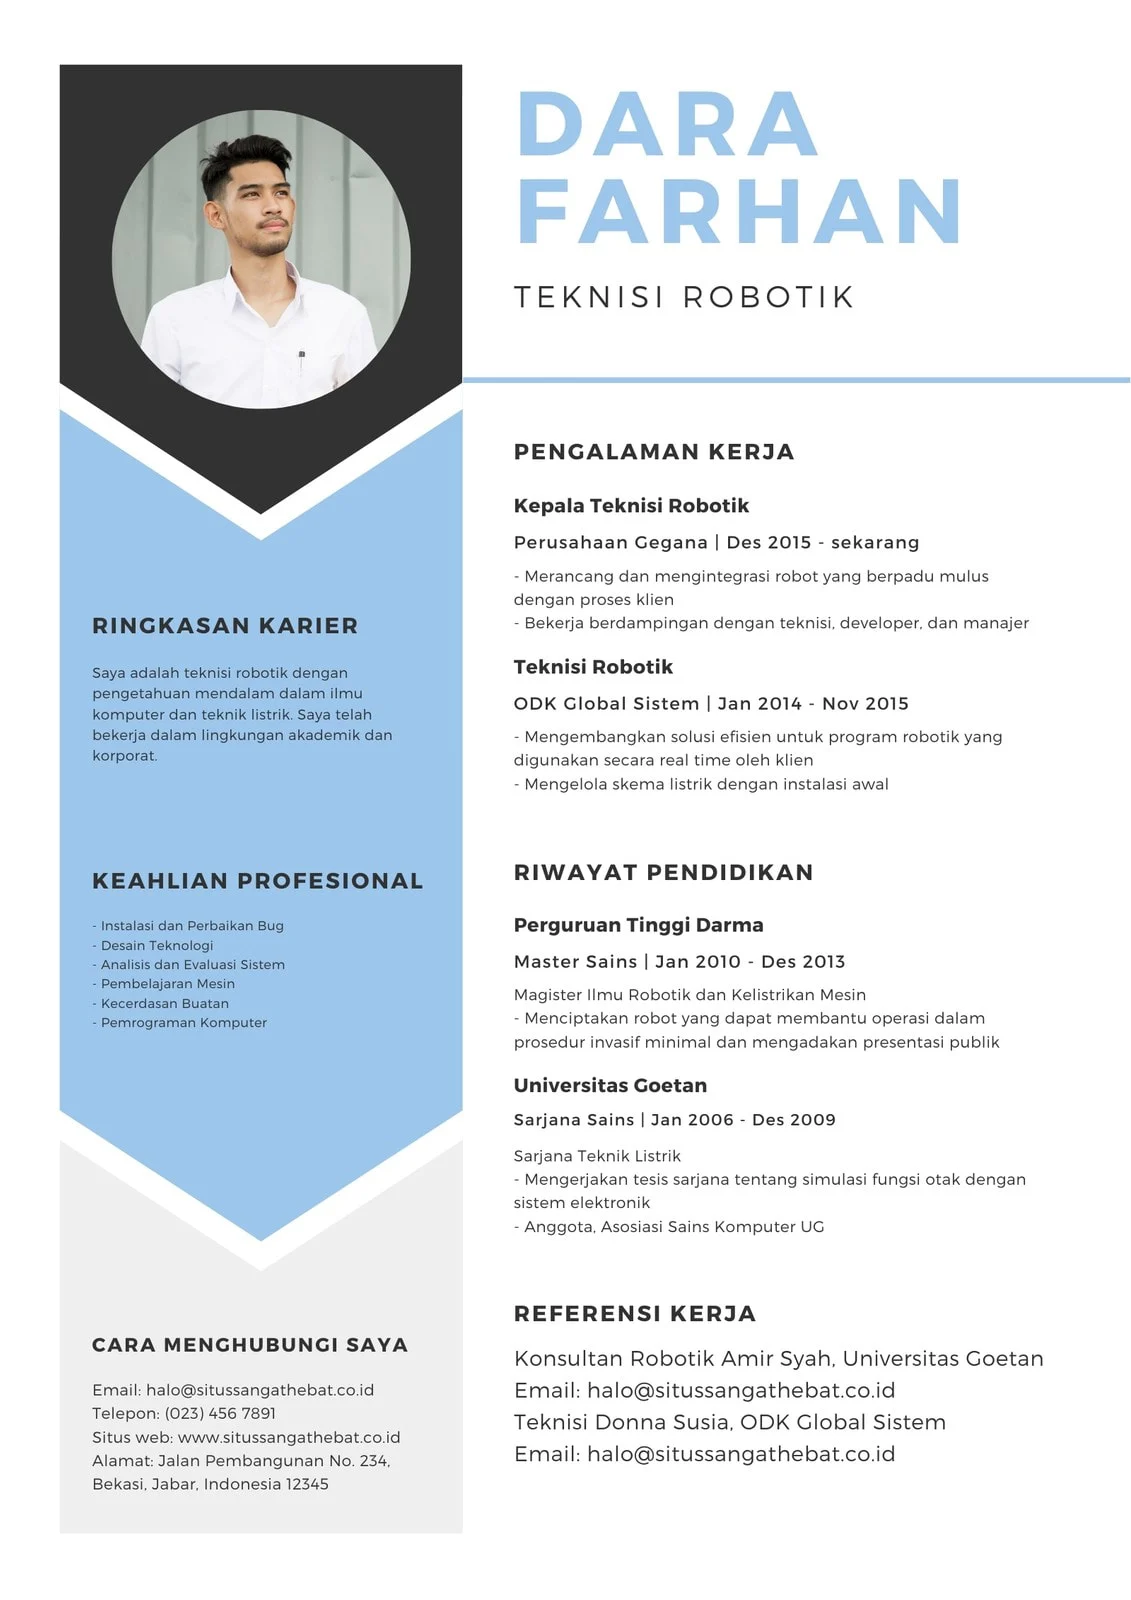 DARA
FARHAN
TEKNISI ROBOTIK
RINGKASAN KARIER
Saya adalah teknisi robotik dengan
pengetahuan mendalam dalam ilmu
komputer dan teknik listrik. Saya telah
bekerja dalam lingkungan akademik dan
korporat.
KEAHLIAN PROFESIONAL
- Instalasi dan Perbaikan Bug
- Desain Teknologi
- Analisis dan Evaluasi Sistem
- Pembelajaran Mesin
- Kecerdasan Buatan
- Pemrograman Komputer
CARA MENGHUBUNGI SAYA
Email: halo@situssangathebat.co.id
Telepon: (023) 456 7891
Situs web: www.situssangathebat.co.id
Alamat: Jalan Pembangunan No. 234,
Bekasi, Jabar, Indonesia 12345
PENGALAMAN KERJA
Kepala Teknisi Robotik
Perusahaan Gegana | Des 2015 - sekarang
- Merancang dan mengintegrasi robot yang berpadu mulus
dengan proses klien
- Bekerja berdampingan dengan teknisi, developer, dan manajer
Teknisi Robotik
ODK Global Sistem | Jan 2014 - Nov 2015
- Mengembangkan solusi efisien untuk program robotik yang
digunakan secara real time oleh klien
- Mengelola skema listrik dengan instalasi awal
RIWAYAT PENDIDIKAN
Perguruan Tinggi Darma
Master Sains | Jan 2010 - Des 2013
Magister Ilmu Robotik dan Kelistrikan Mesin
- Menciptakan robot yang dapat membantu operasi dalam
prosedur invasif minimal dan mengadakan presentasi publik
Universitas Goetan
Sarjana Sains | Jan 2006 - Des 2009
Sarjana Teknik Listrik
- Mengerjakan tesis sarjana tentang simulasi fungsi otak dengan
sistem elektronik
- Anggota, Asosiasi Sains Komputer UG
REFERENSI KERJA
Konsultan Robotik Amir Syah, Universitas Goetan
Email: halo@situssangathebat.co.id
Teknisi Donna Susia, ODK Global Sistem
Email: halo@situssangathebat.co.id